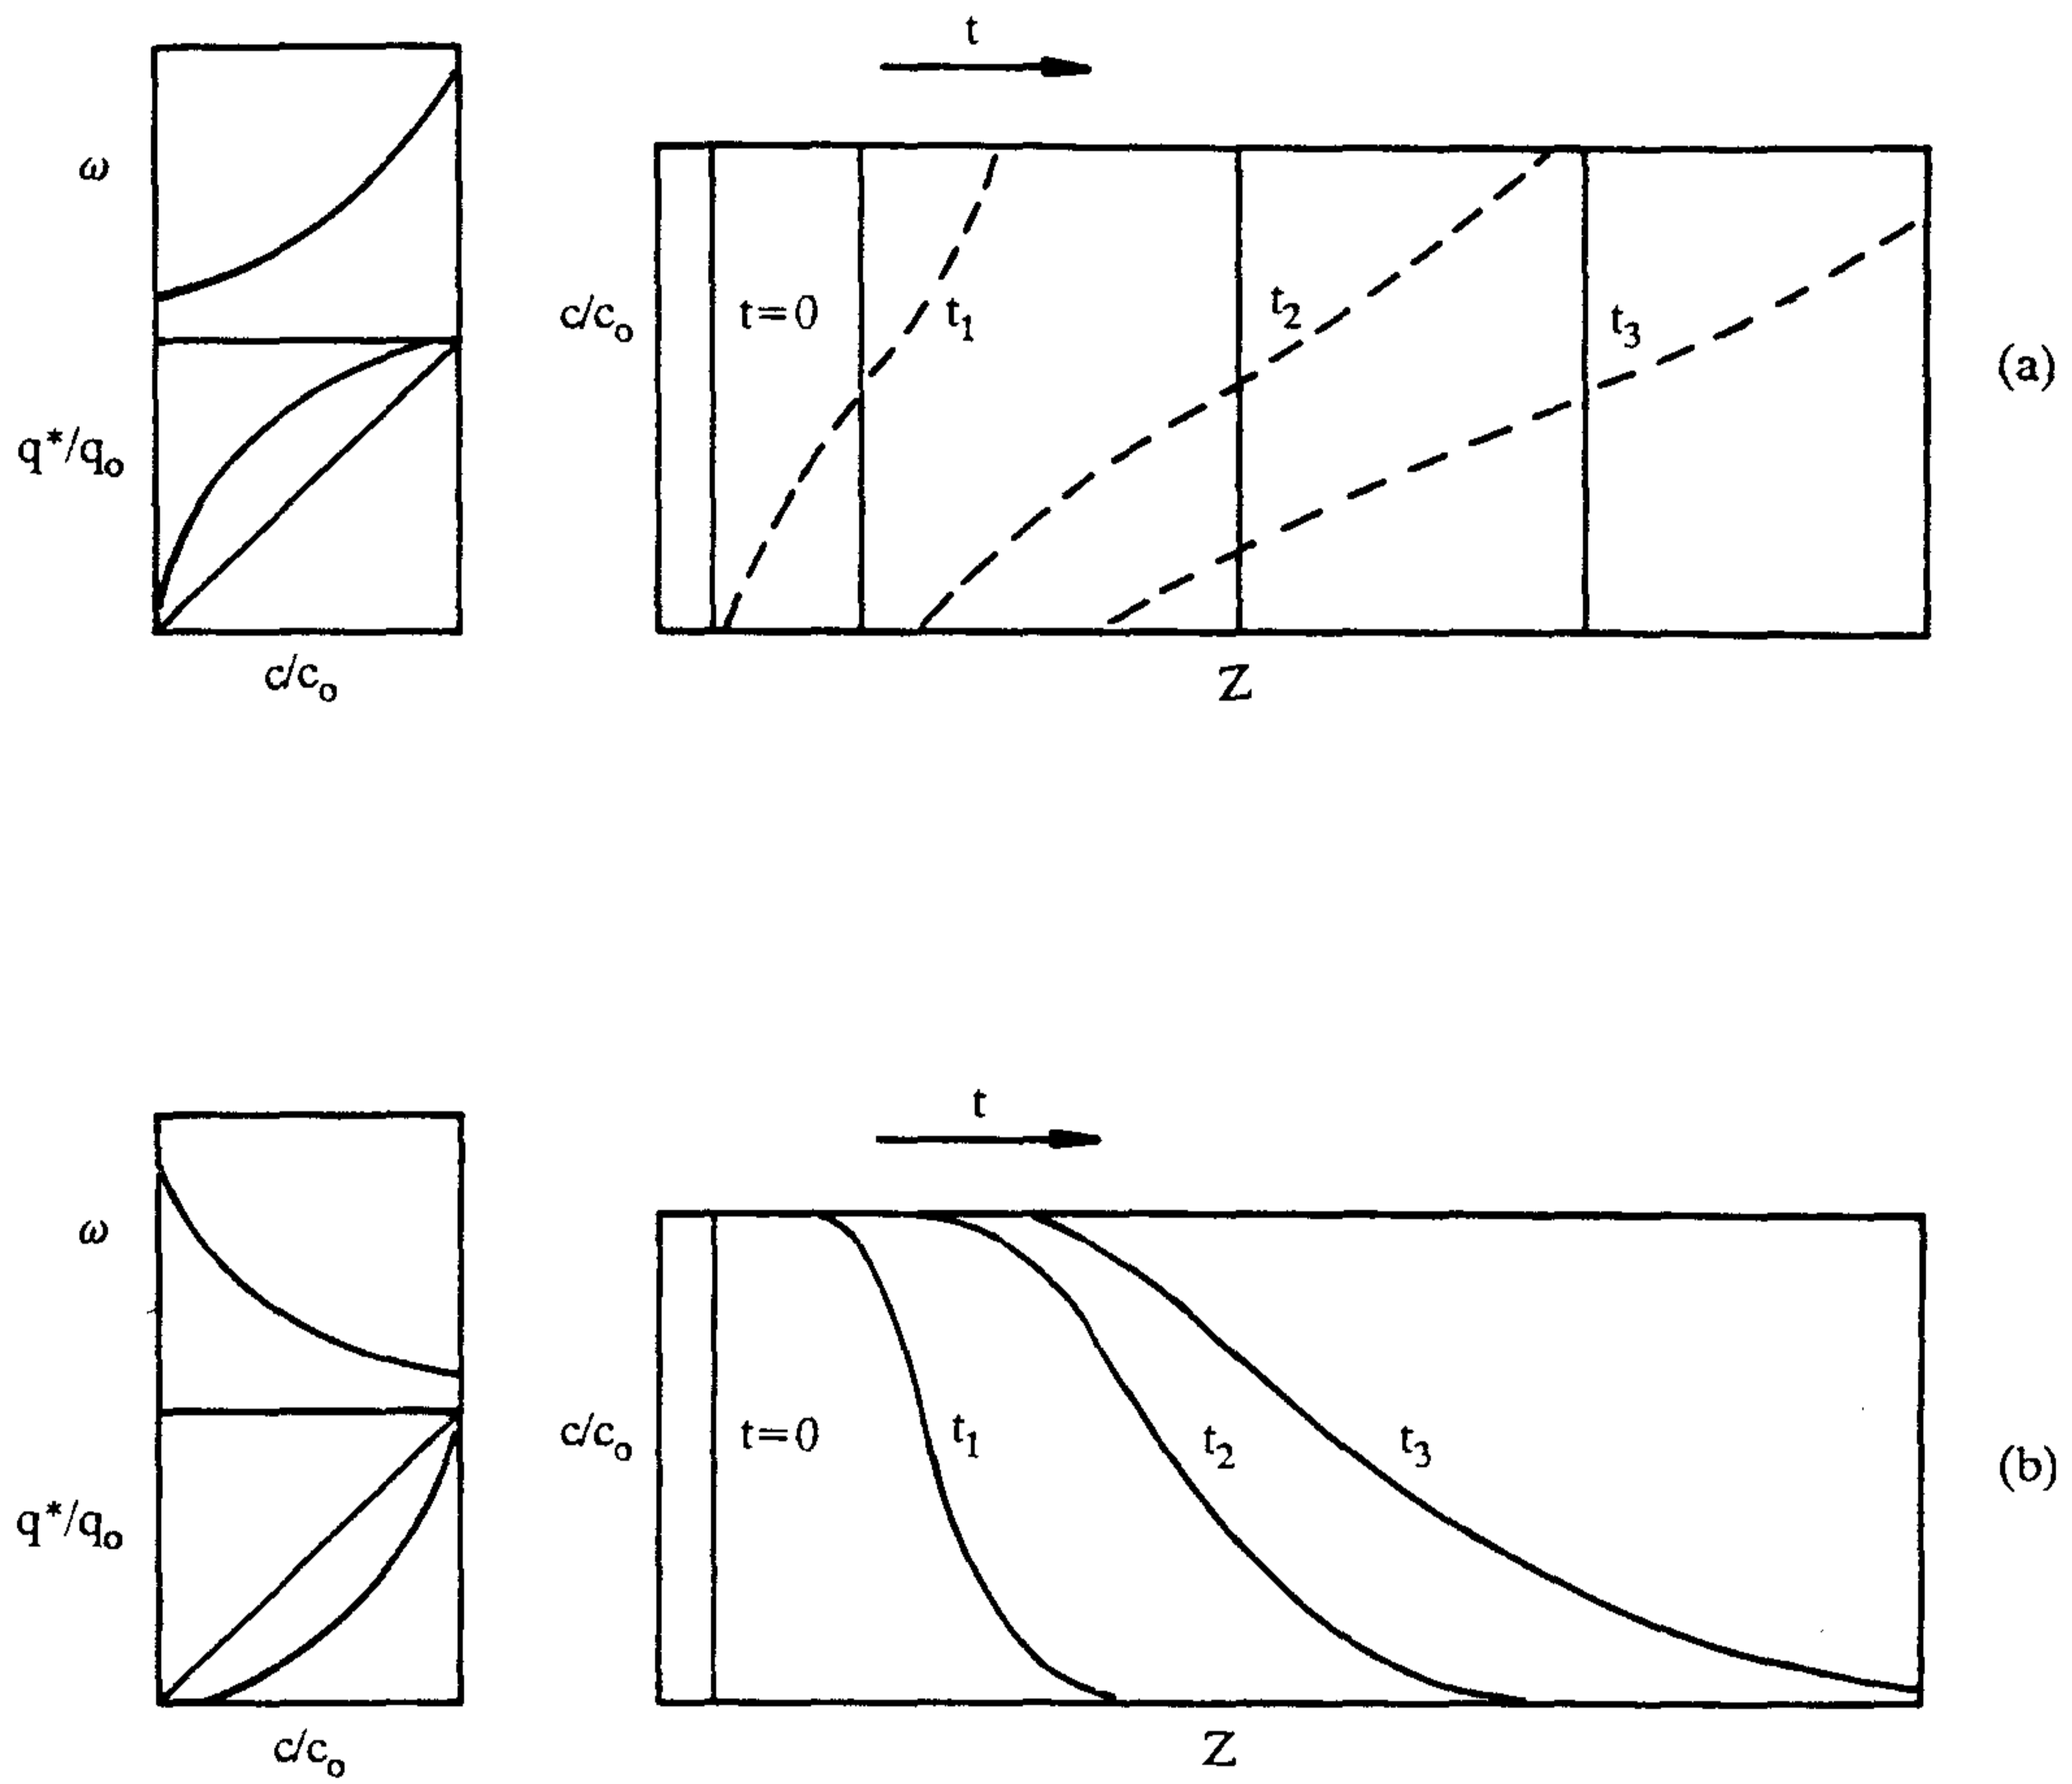 t
ω
c/c₀
t=0
t₁
t₂
t₃
(a)
q*/q₀
c/c₀
Z
t
ω
c/c₀
t=0
t₁
t₂
t₃
(b)
q*/q₀
c/c₀
Z